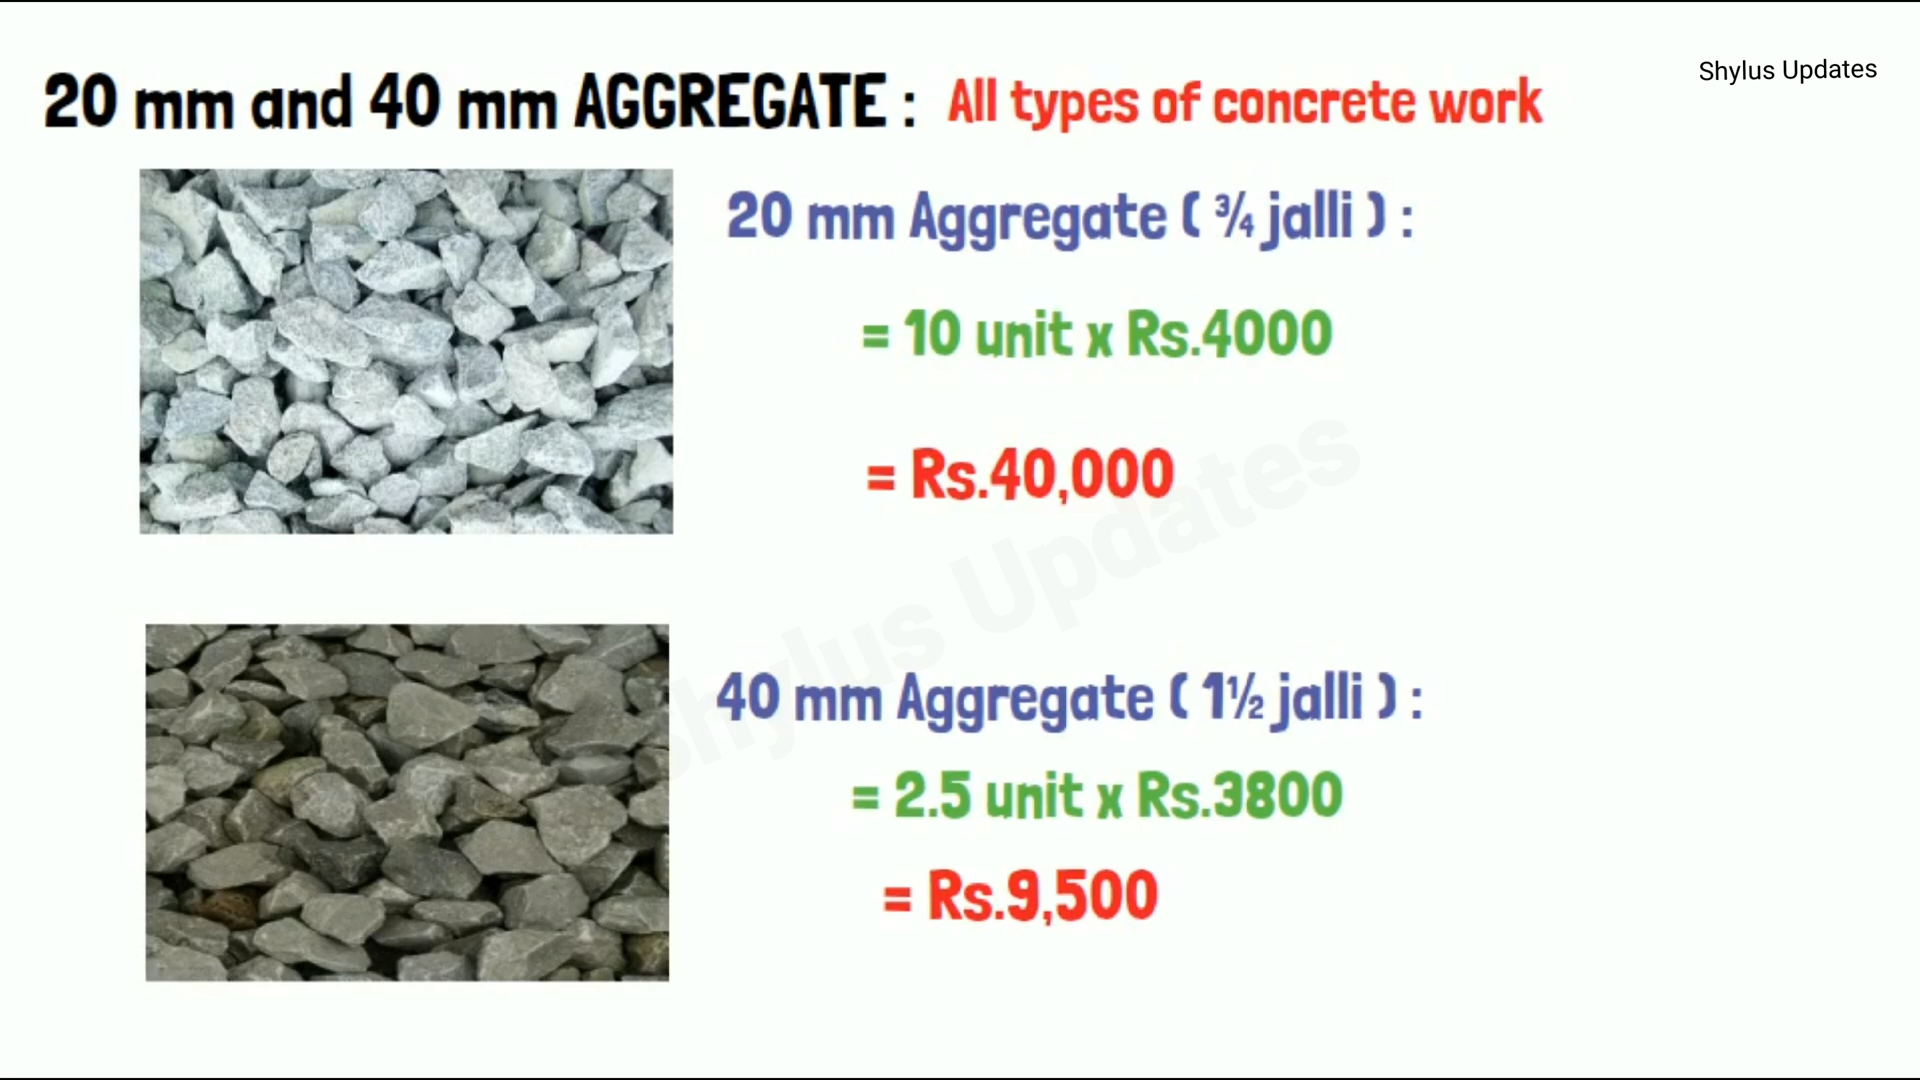 Shylus Updates
20 mm and 40 mm AGGREGATE : All types of concrete work
20 mm Aggregate ( ¾ jalli ) :
= 10 unit x Rs.4000
= Rs.40,000
Shylus Updates
40 mm Aggregate ( 1½ jalli ) :
= 2.5 unit x Rs.3800
= Rs.9,500